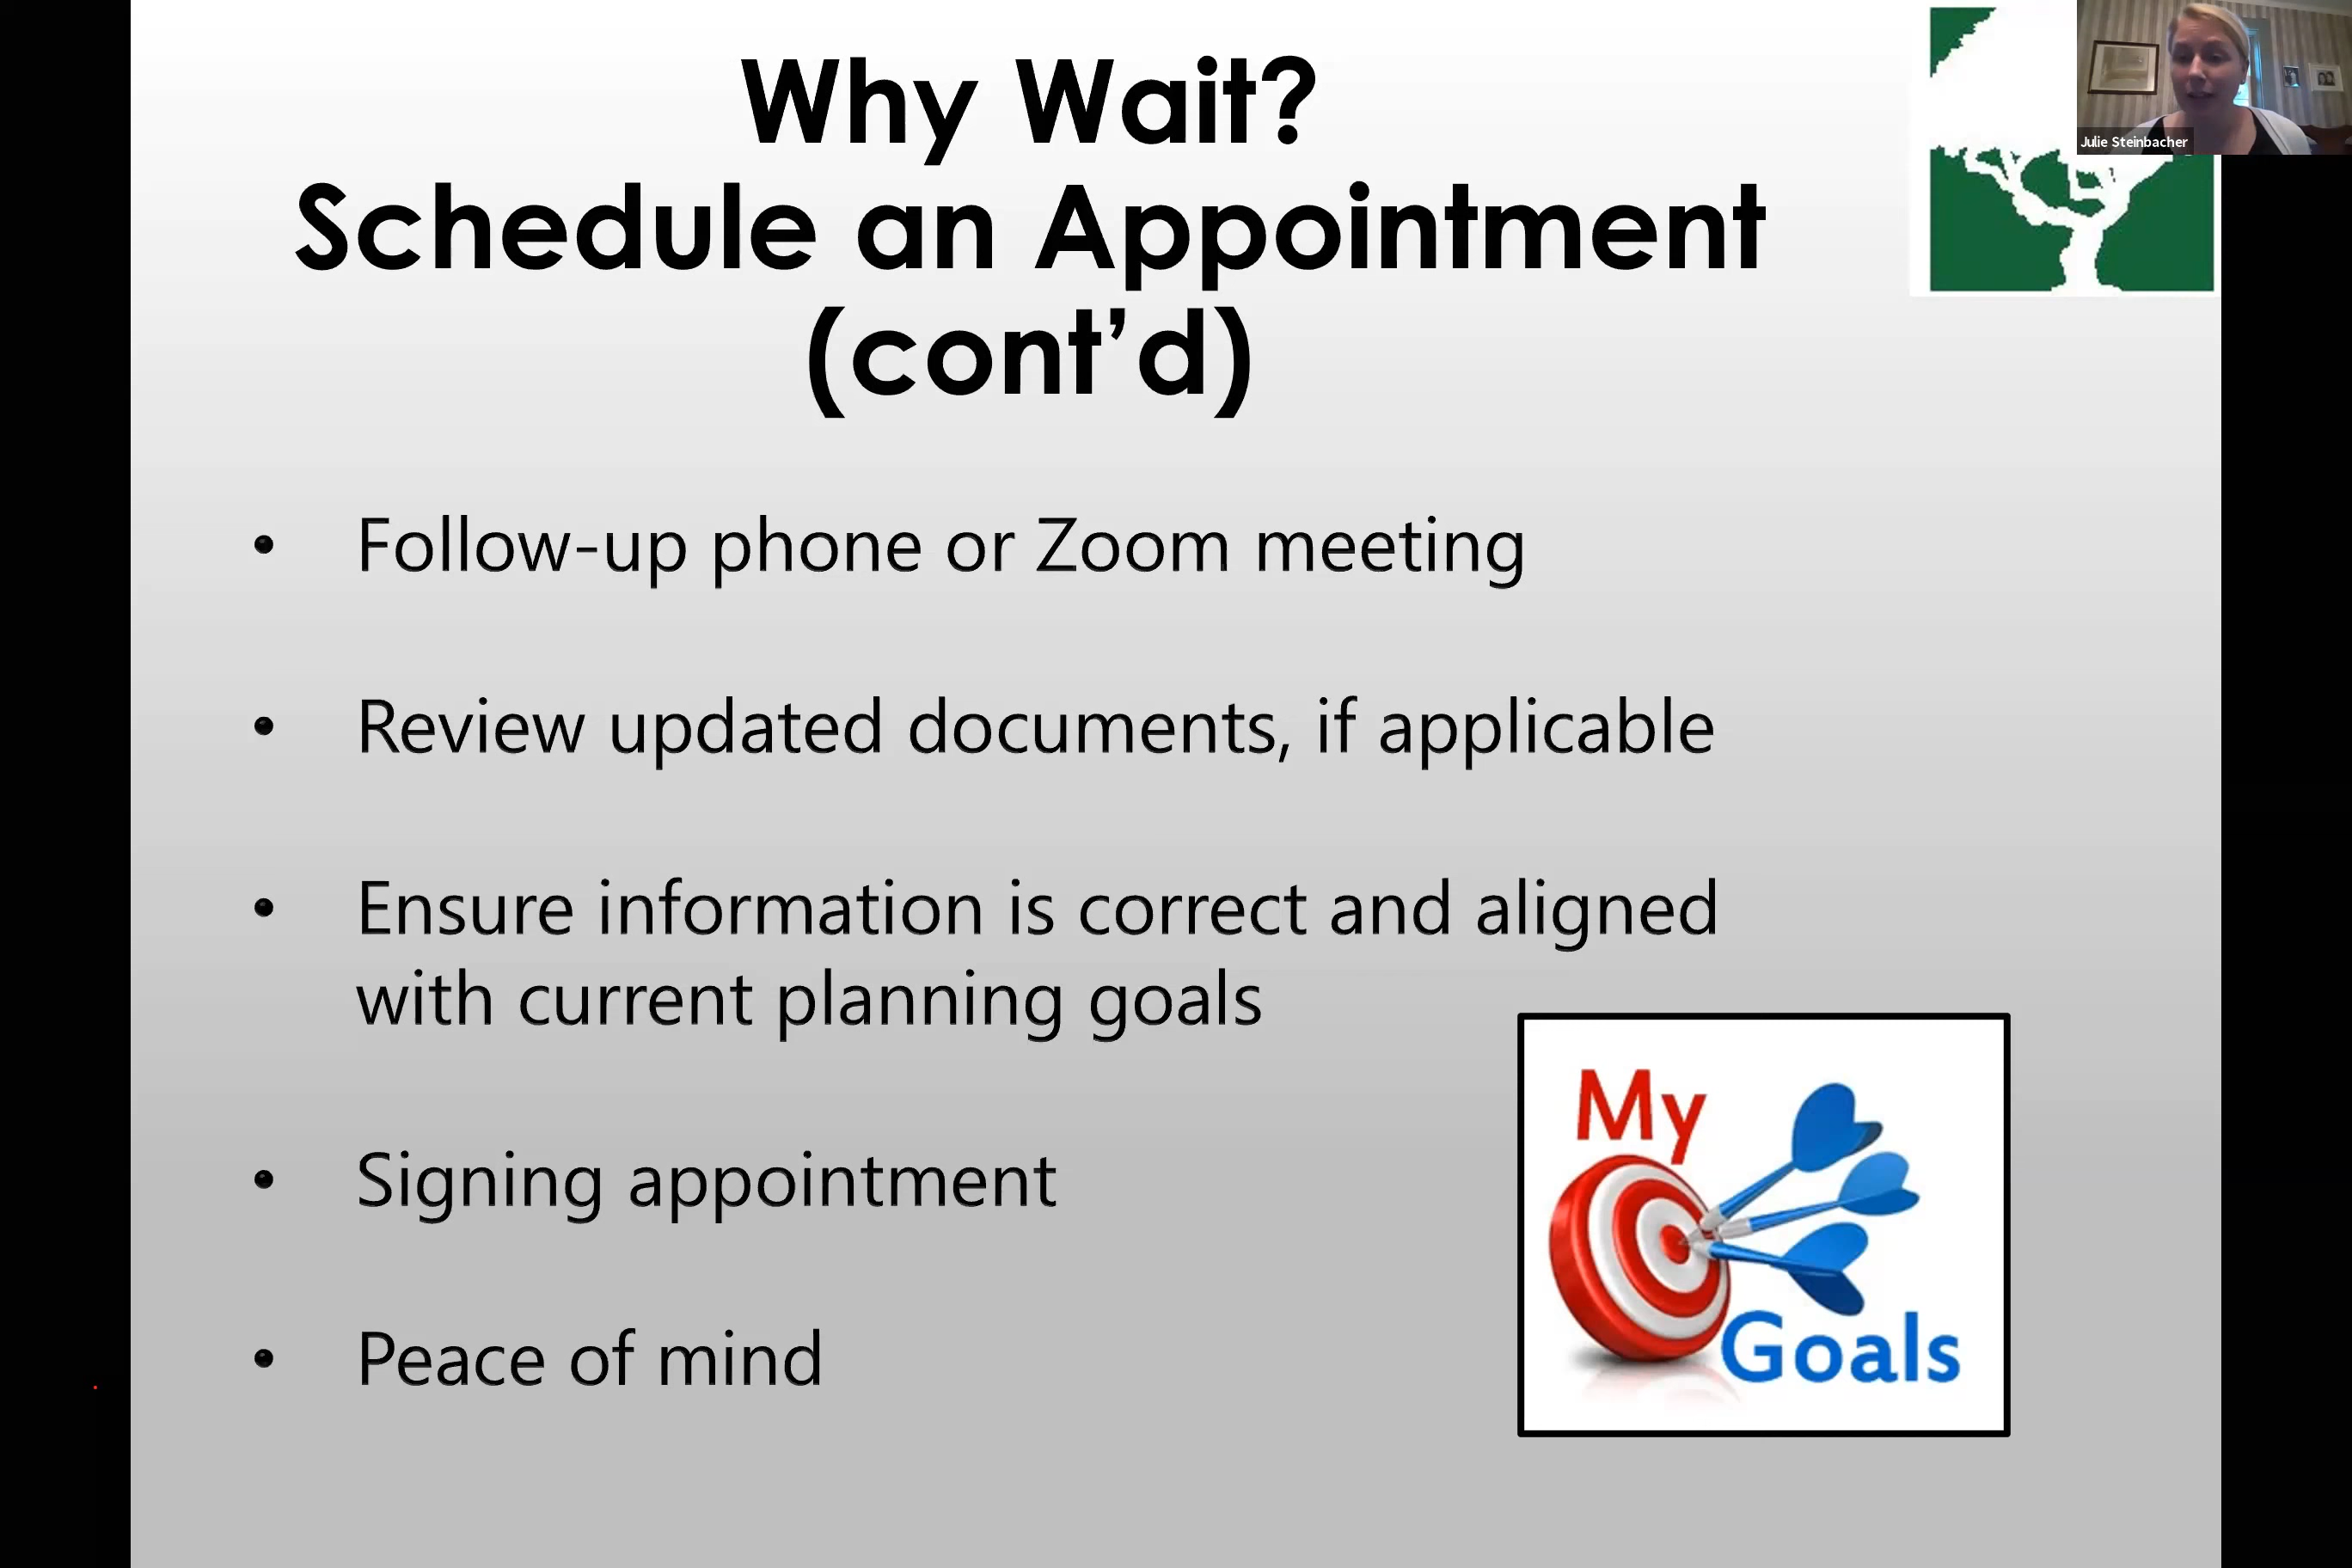 Why Wait?
Schedule an Appointment
(cont’d)
Julie Steinbacher
• Follow-up phone or Zoom meeting
• Review updated documents, if applicable
• Ensure information is correct and aligned
with current planning goals
• Signing appointment
• Peace of mind
My
Goals